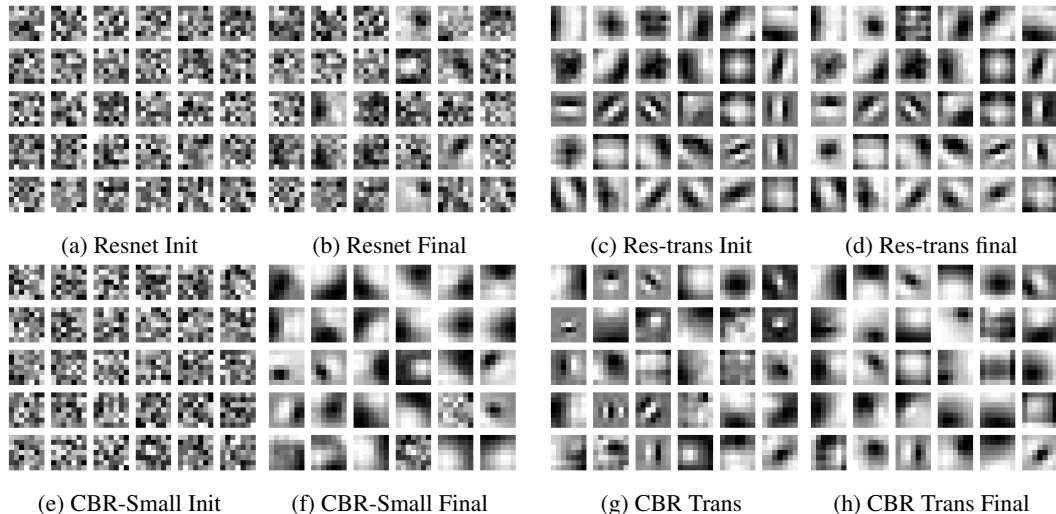 (a) Resnet Init
(b) Resnet Final
(c) Res-trans Init
(d) Res-trans final
(e) CBR-Small Init
(f) CBR-Small Final
(g) CBR Trans
(h) CBR Trans Final